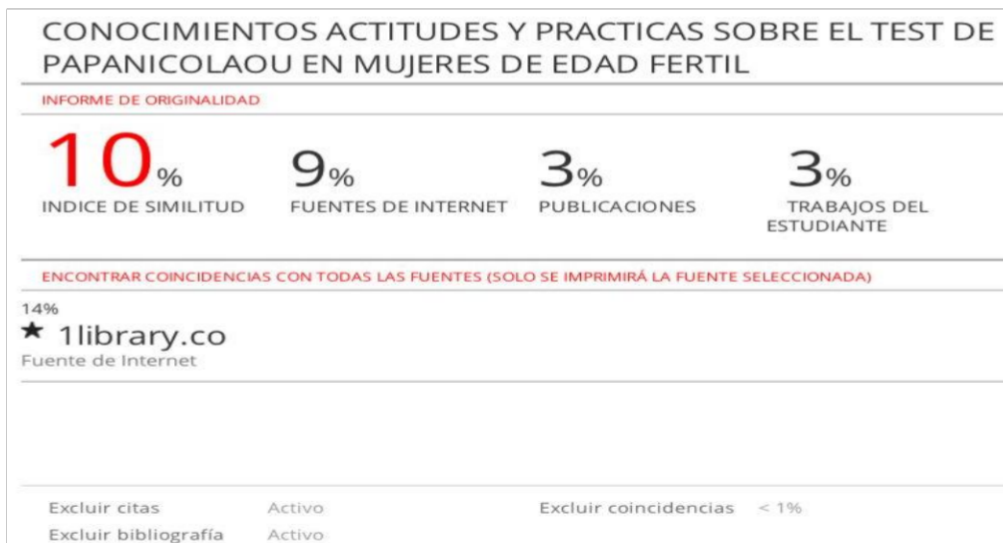 CONOCIMIENTOS ACTITUDES Y PRACTICAS SOBRE EL TEST DE
PAPANICOLAOU EN MUJERES DE EDAD FERTIL
INFORME DE ORIGINALIDAD
10% 9% 3% 3%
INDICE DE SIMILITUD FUENTES DE INTERNET PUBLICACIONES TRABAJOS DEL
ESTUDIANTE
ENCONTRAR COINCIDENCIAS CON TODAS LAS FUENTES (SOLO SE IMPRIMIRÁ LA FUENTE SELECCIONADA)
14%
★ 1library.co
Fuente de Internet
Excluir citas Activo Excluir coincidencias < 1%
Excluir bibliografía Activo